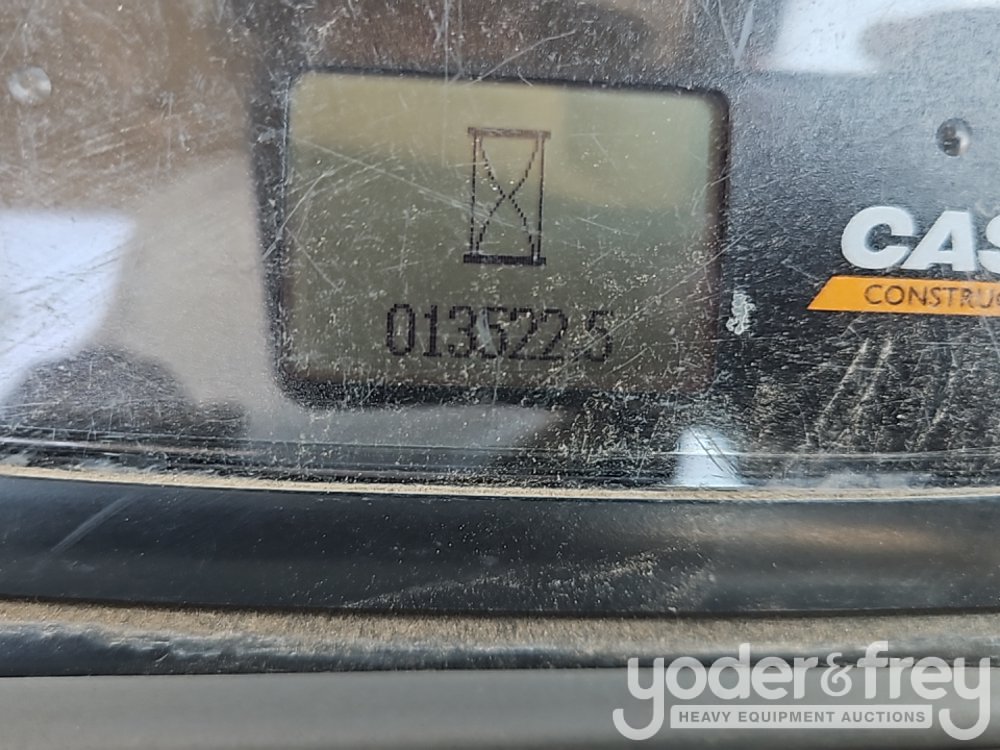 CAS
CONSTRUC
013522.5
yoder&frey
HEAVY EQUIPMENT AUCTIONS